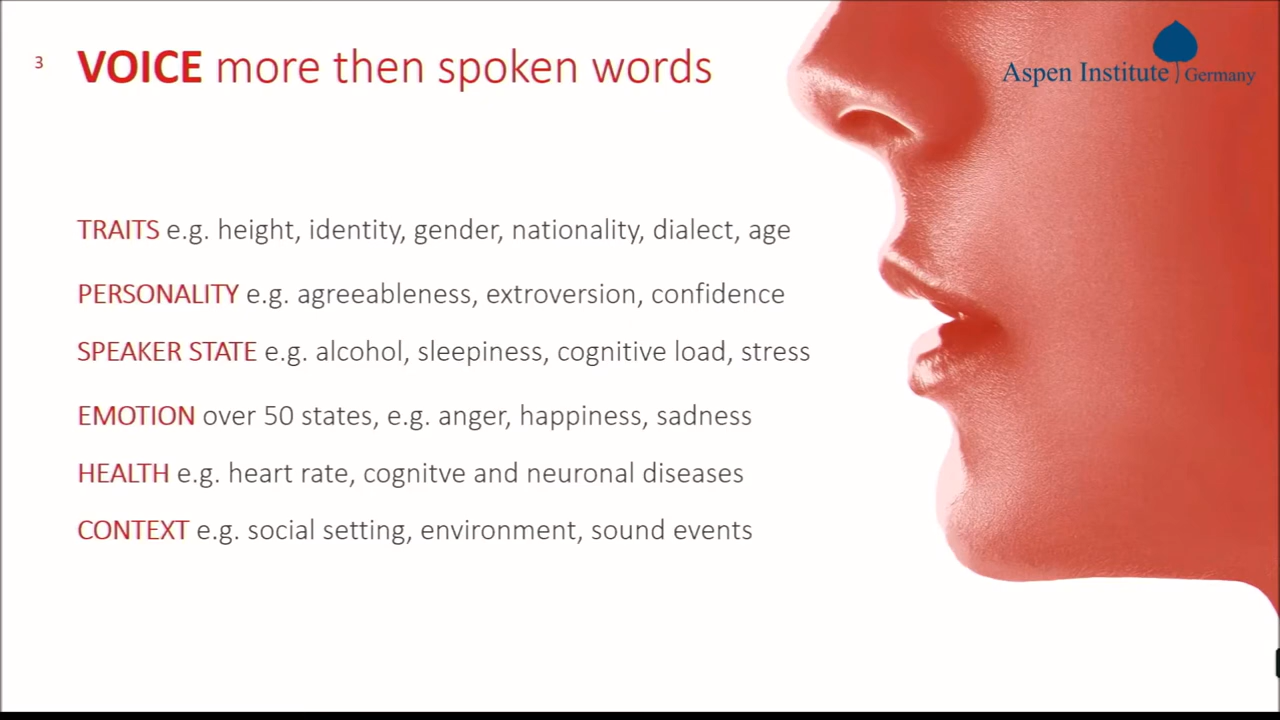 3
VOICE more then spoken words
Aspen Institute Germany
TRAITS e.g. height, identity, gender, nationality, dialect, age
PERSONALITY e.g. agreeableness, extroversion, confidence
SPEAKER STATE e.g. alcohol, sleepiness, cognitive load, stress
EMOTION over 50 states, e.g. anger, happiness, sadness
HEALTH e.g. heart rate, cognitve and neuronal diseases
CONTEXT e.g. social setting, environment, sound events